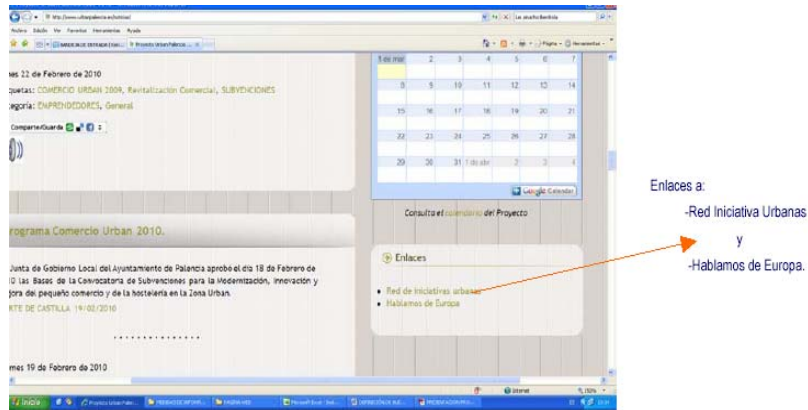 nes 22 de Febrero de 2010
quetas: COMERCIO URBAN 2009, Revitalización Comercial, SUBVENCIONES
tegoría: EMPRENDEDORES, General
Comparte/Guarda
rograma Comercio Urban 2010.
Junta de Gobierno Local del Ayuntamiento de Palencia aprobó el día 18 de Febrero de
10 las Bases de la Convocatoria de Subvenciones para la Modernización, Innovación y
jora del pequeño comercio y de la hostelería en la Zona Urban.
RTE DE CASTILLA 19/02/2010
rnes 19 de Febrero de 2010
1 de mar 2 3 4 5 6 7
8 9 10 11 12 13 14
15 16 17 18 19 20 21
22 23 24 25 26 27 28
29 30 31 1 de abr 2 3 4
Google Calendar
Consulta el calendario del Proyecto
Enlaces
Red de iniciativas urbanas
Hablamos de Europa
Inicio
Internet
Enlaces a:
-Red Iniciativa Urbanas
y
-Hablamos de Europa.